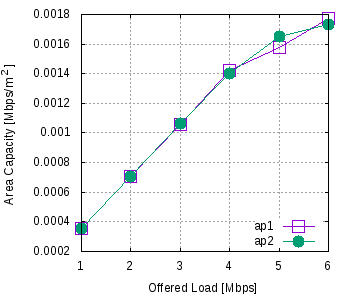 0.0018
0.0016
0.0014
0.0012
0.001
0.0008
0.0006
0.0004
0.0002
Area Capacity [Mbps/m²]
ap1
ap2
1 2 3 4 5 6
Offered Load [Mbps]